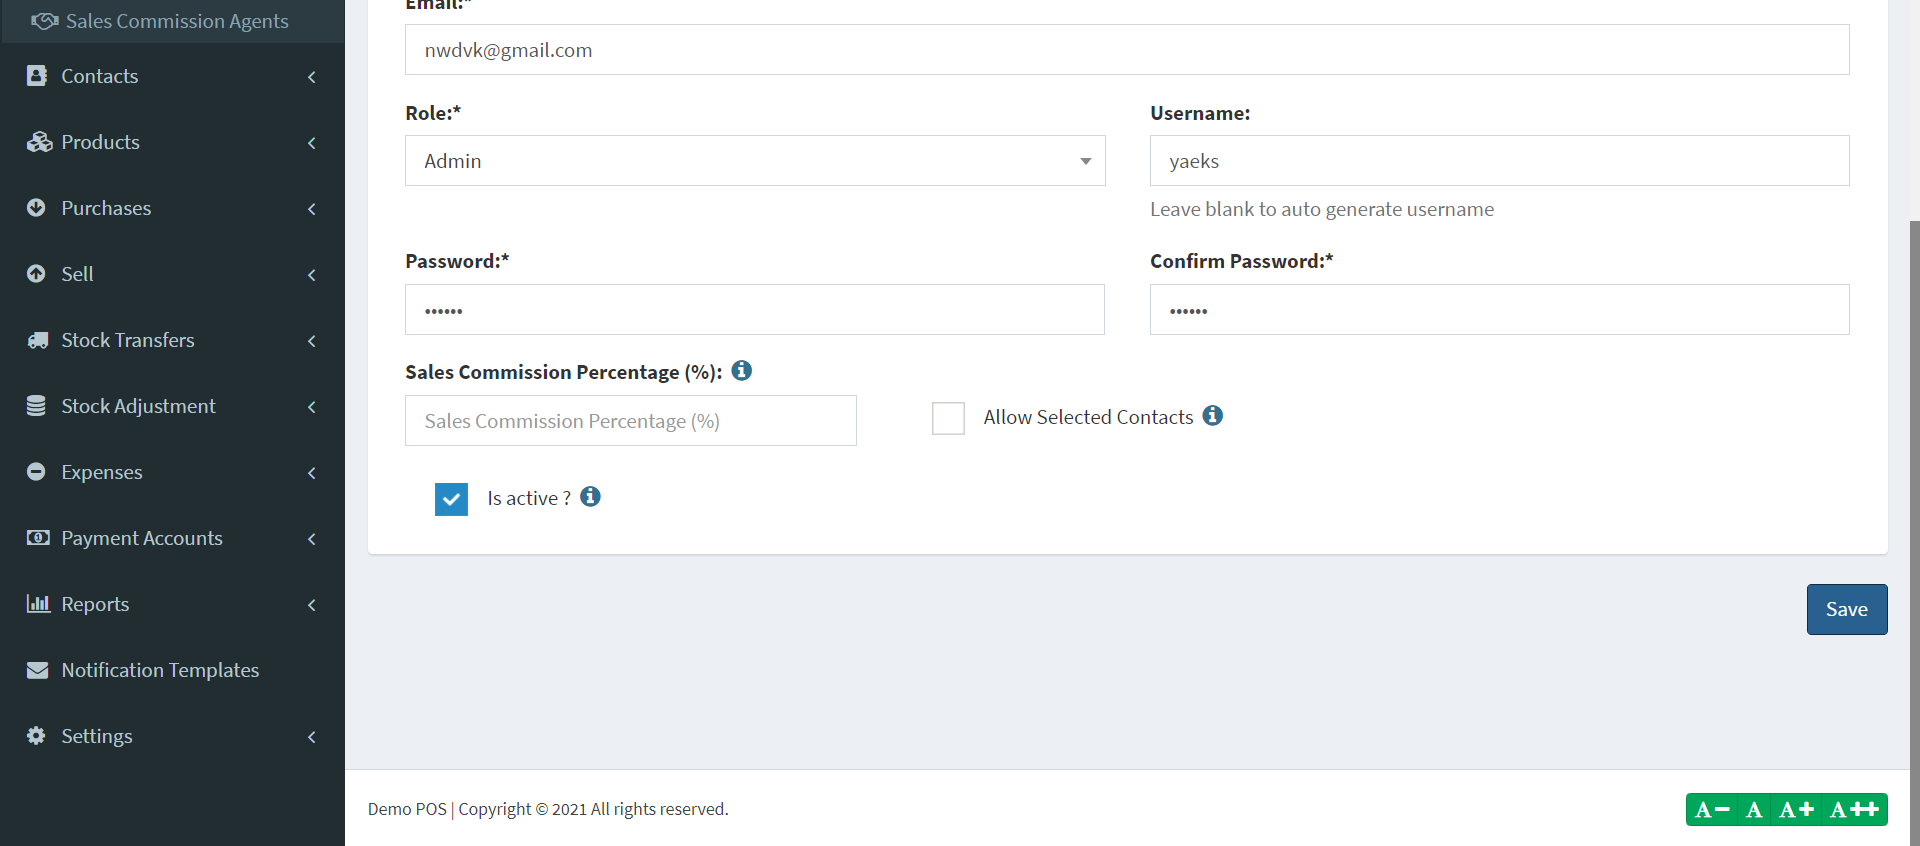 Sales Commission Agents
Contacts
Products
Purchases
Sell
Stock Transfers
Stock Adjustment
Expenses
Payment Accounts
Reports
Notification Templates
Settings
Email:*
nwdvk@gmail.com
Role:*
Username:
Admin
yaeks
Leave blank to auto generate username
Password:*
Confirm Password:*
••••••
••••••
Sales Commission Percentage (%):
Sales Commission Percentage (%)
Allow Selected Contacts
Is active ?
Save
Demo POS | Copyright © 2021 All rights reserved.
A− A A+ A++